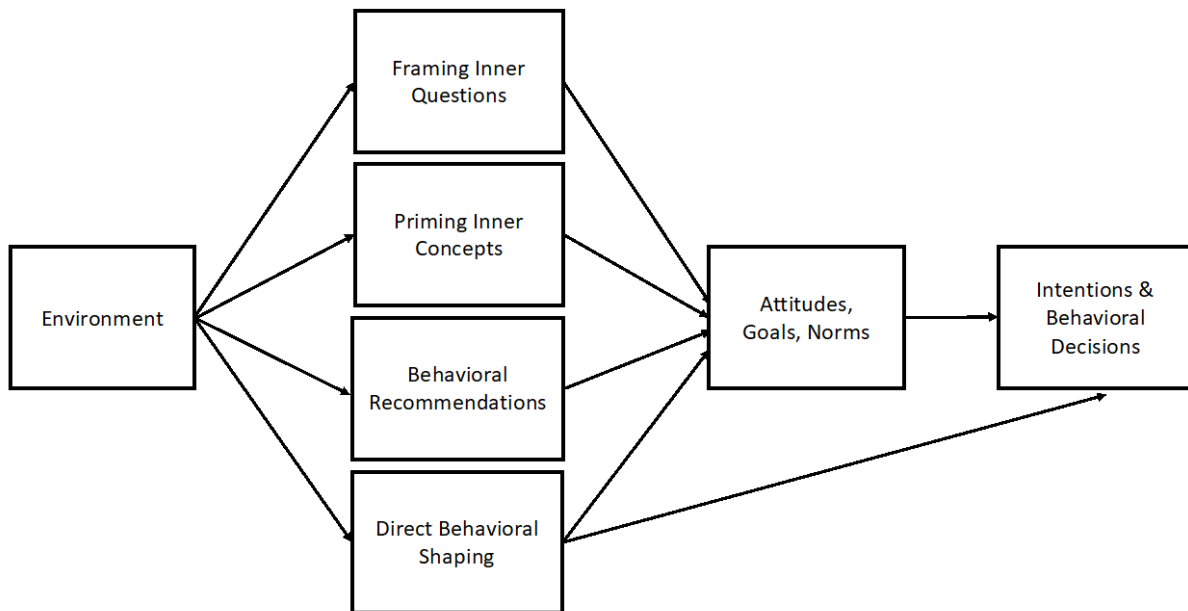 Environment
Framing Inner
Questions
Priming Inner
Concepts
Behavioral
Recommendations
Direct Behavioral
Shaping
Attitudes,
Goals, Norms
Intentions &
Behavioral
Decisions